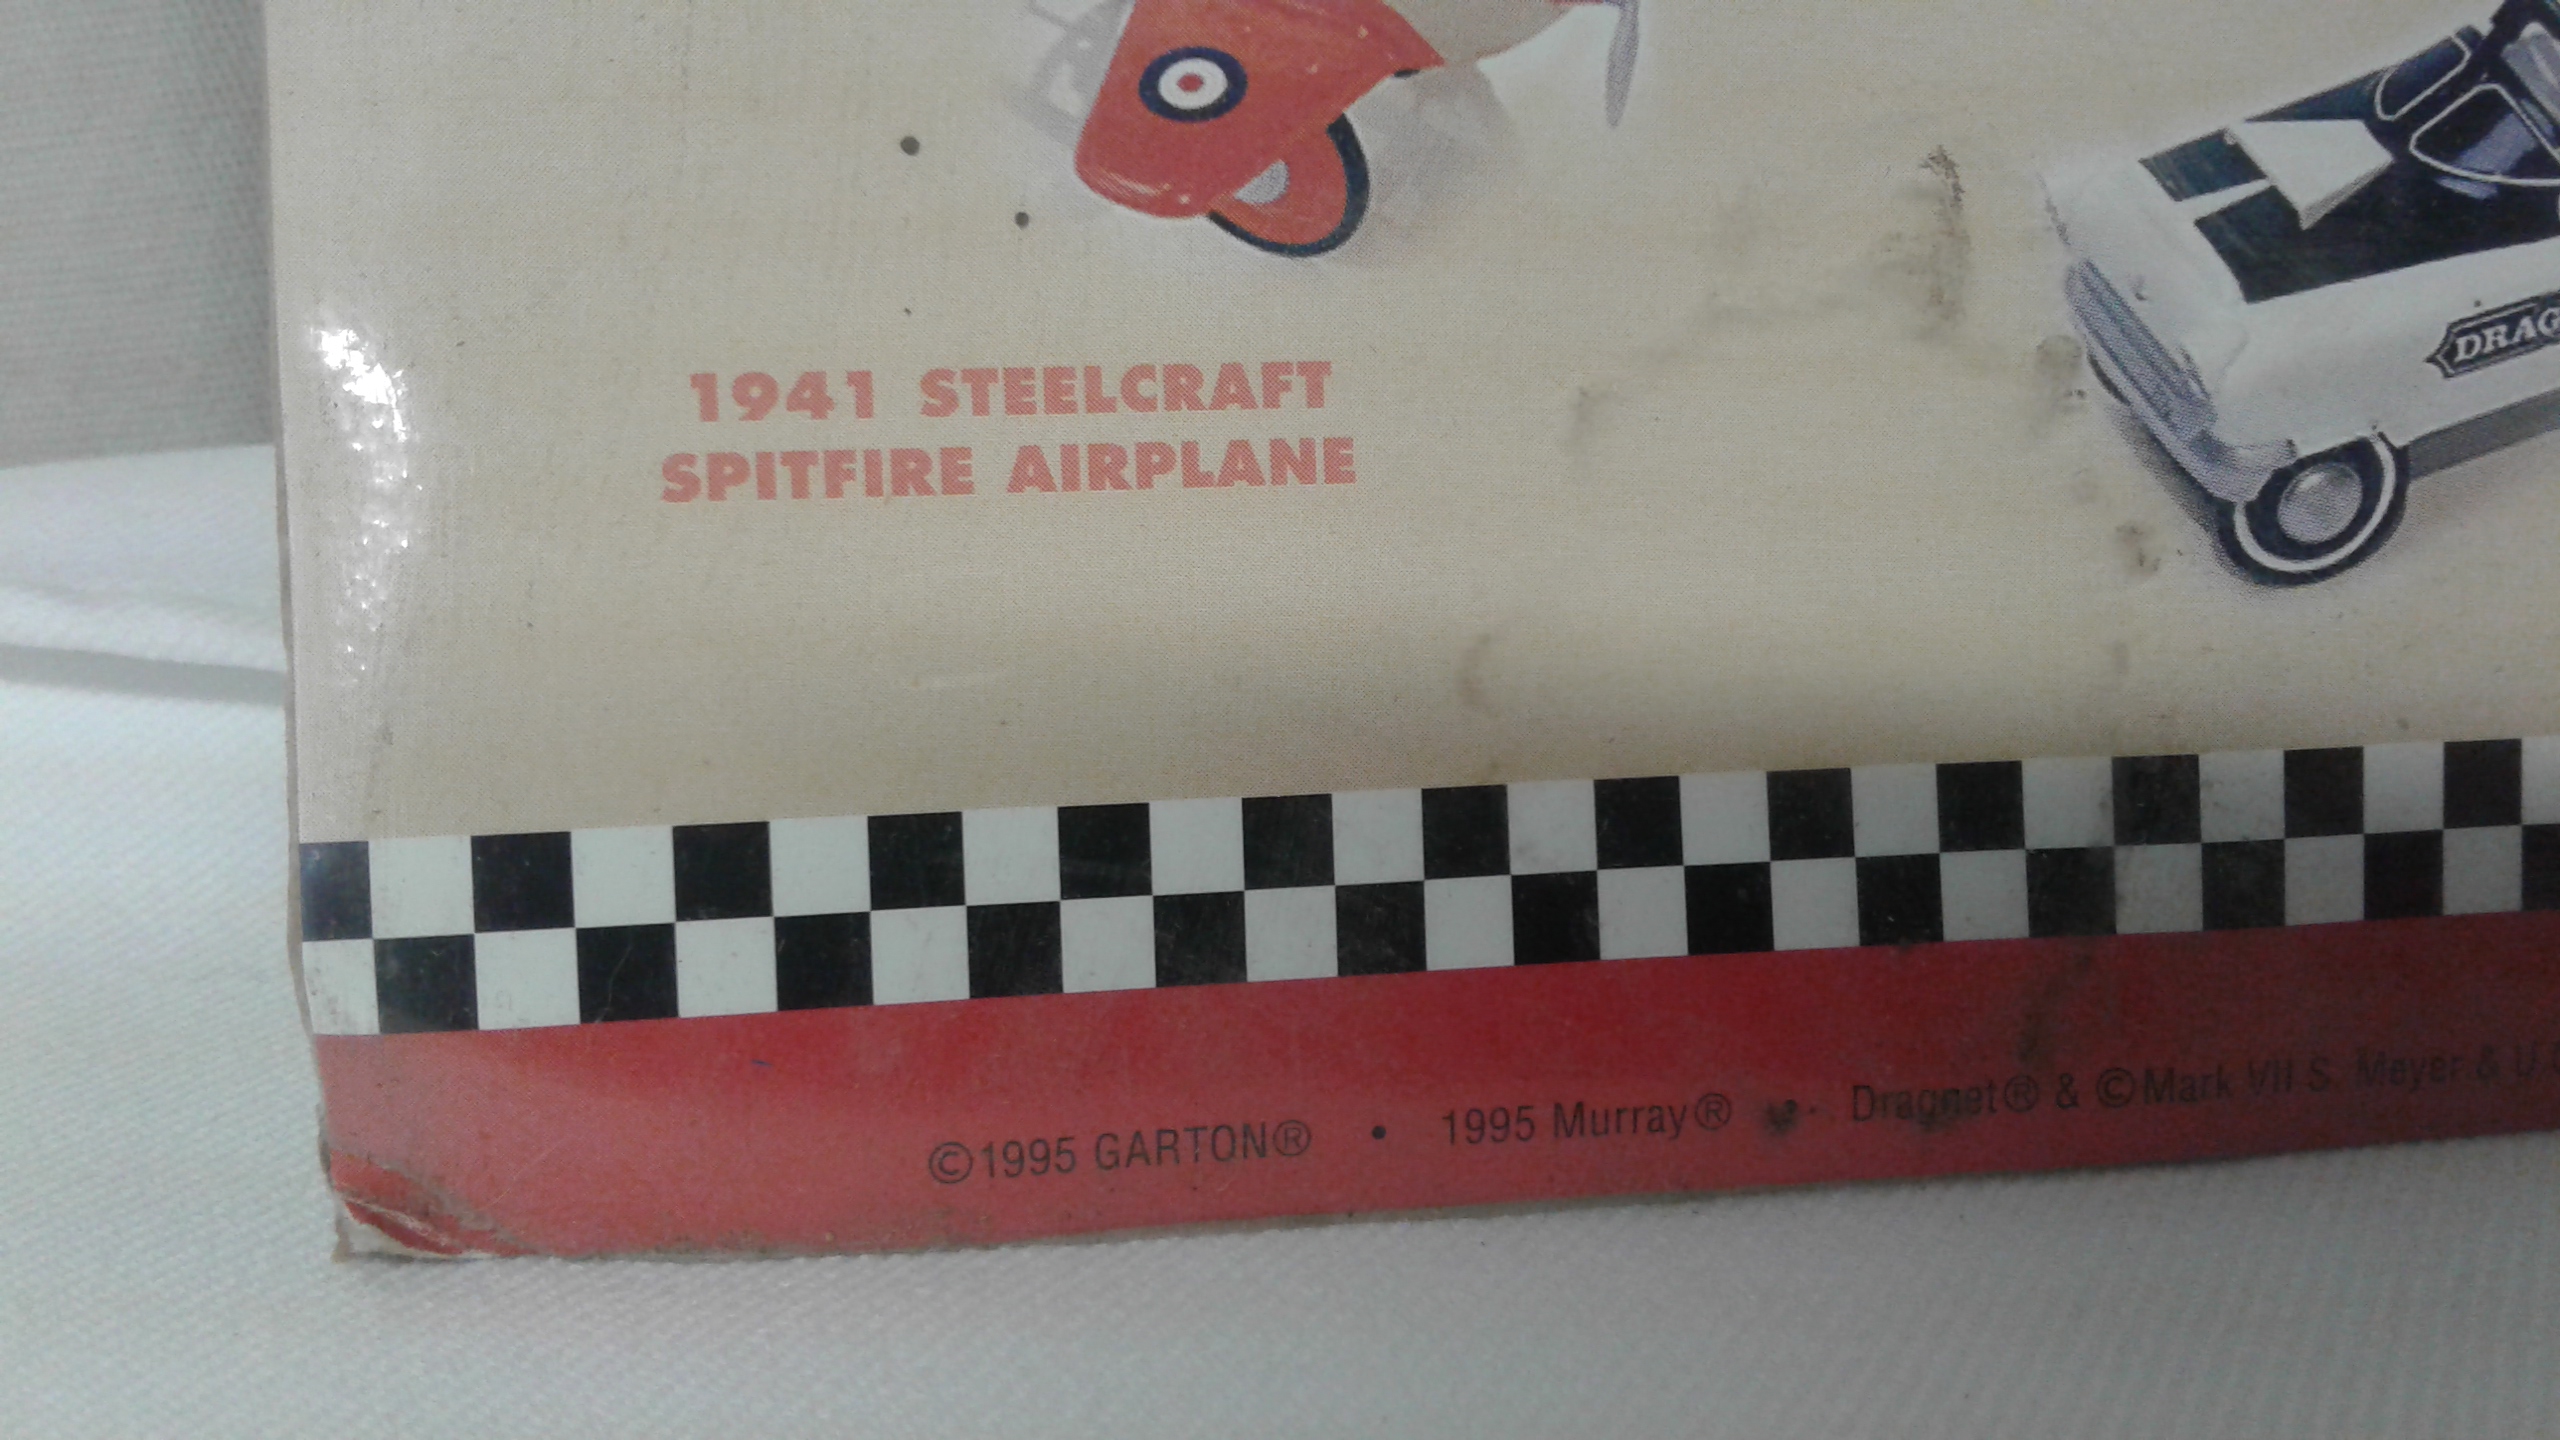 DRAG
1941 STEELCRAFT
SPITFIRE AIRPLANE
©1995 GARTON® • 1995 Murray® • Dragnet® & ©Mark VII S. Meyer & U.S